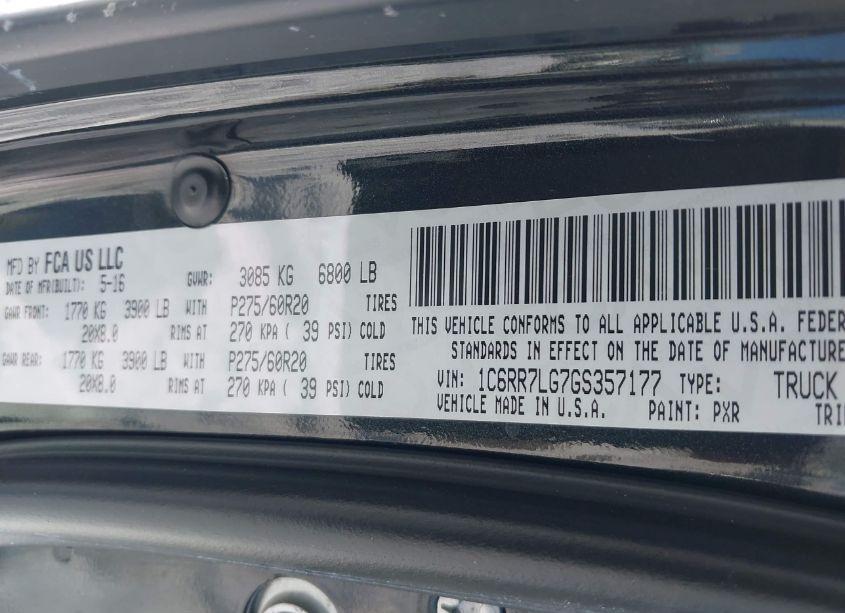 MFD BY FCA US LLC
DATE OF MFR(BUILT): 5-16 GVWR: 3085 KG 6800 LB
GAWR FRONT: 1770 KG 3900 LB WITH P275/60R20 TIRES
20X8.0 RIMS AT 270 KPA ( 39 PSI) COLD
GAWR REAR: 1770 KG 3900 LB WITH P275/60R20 TIRES
20X8.0 RIMS AT 270 KPA ( 39 PSI) COLD
THIS VEHICLE CONFORMS TO ALL APPLICABLE U.S.A. FEDER
STANDARDS IN EFFECT ON THE DATE OF MANUFACTURE
VIN: 1C6RR7LG7GS357177 TYPE: TRUCK
VEHICLE MADE IN U.S.A. PAINT: PXR TRI